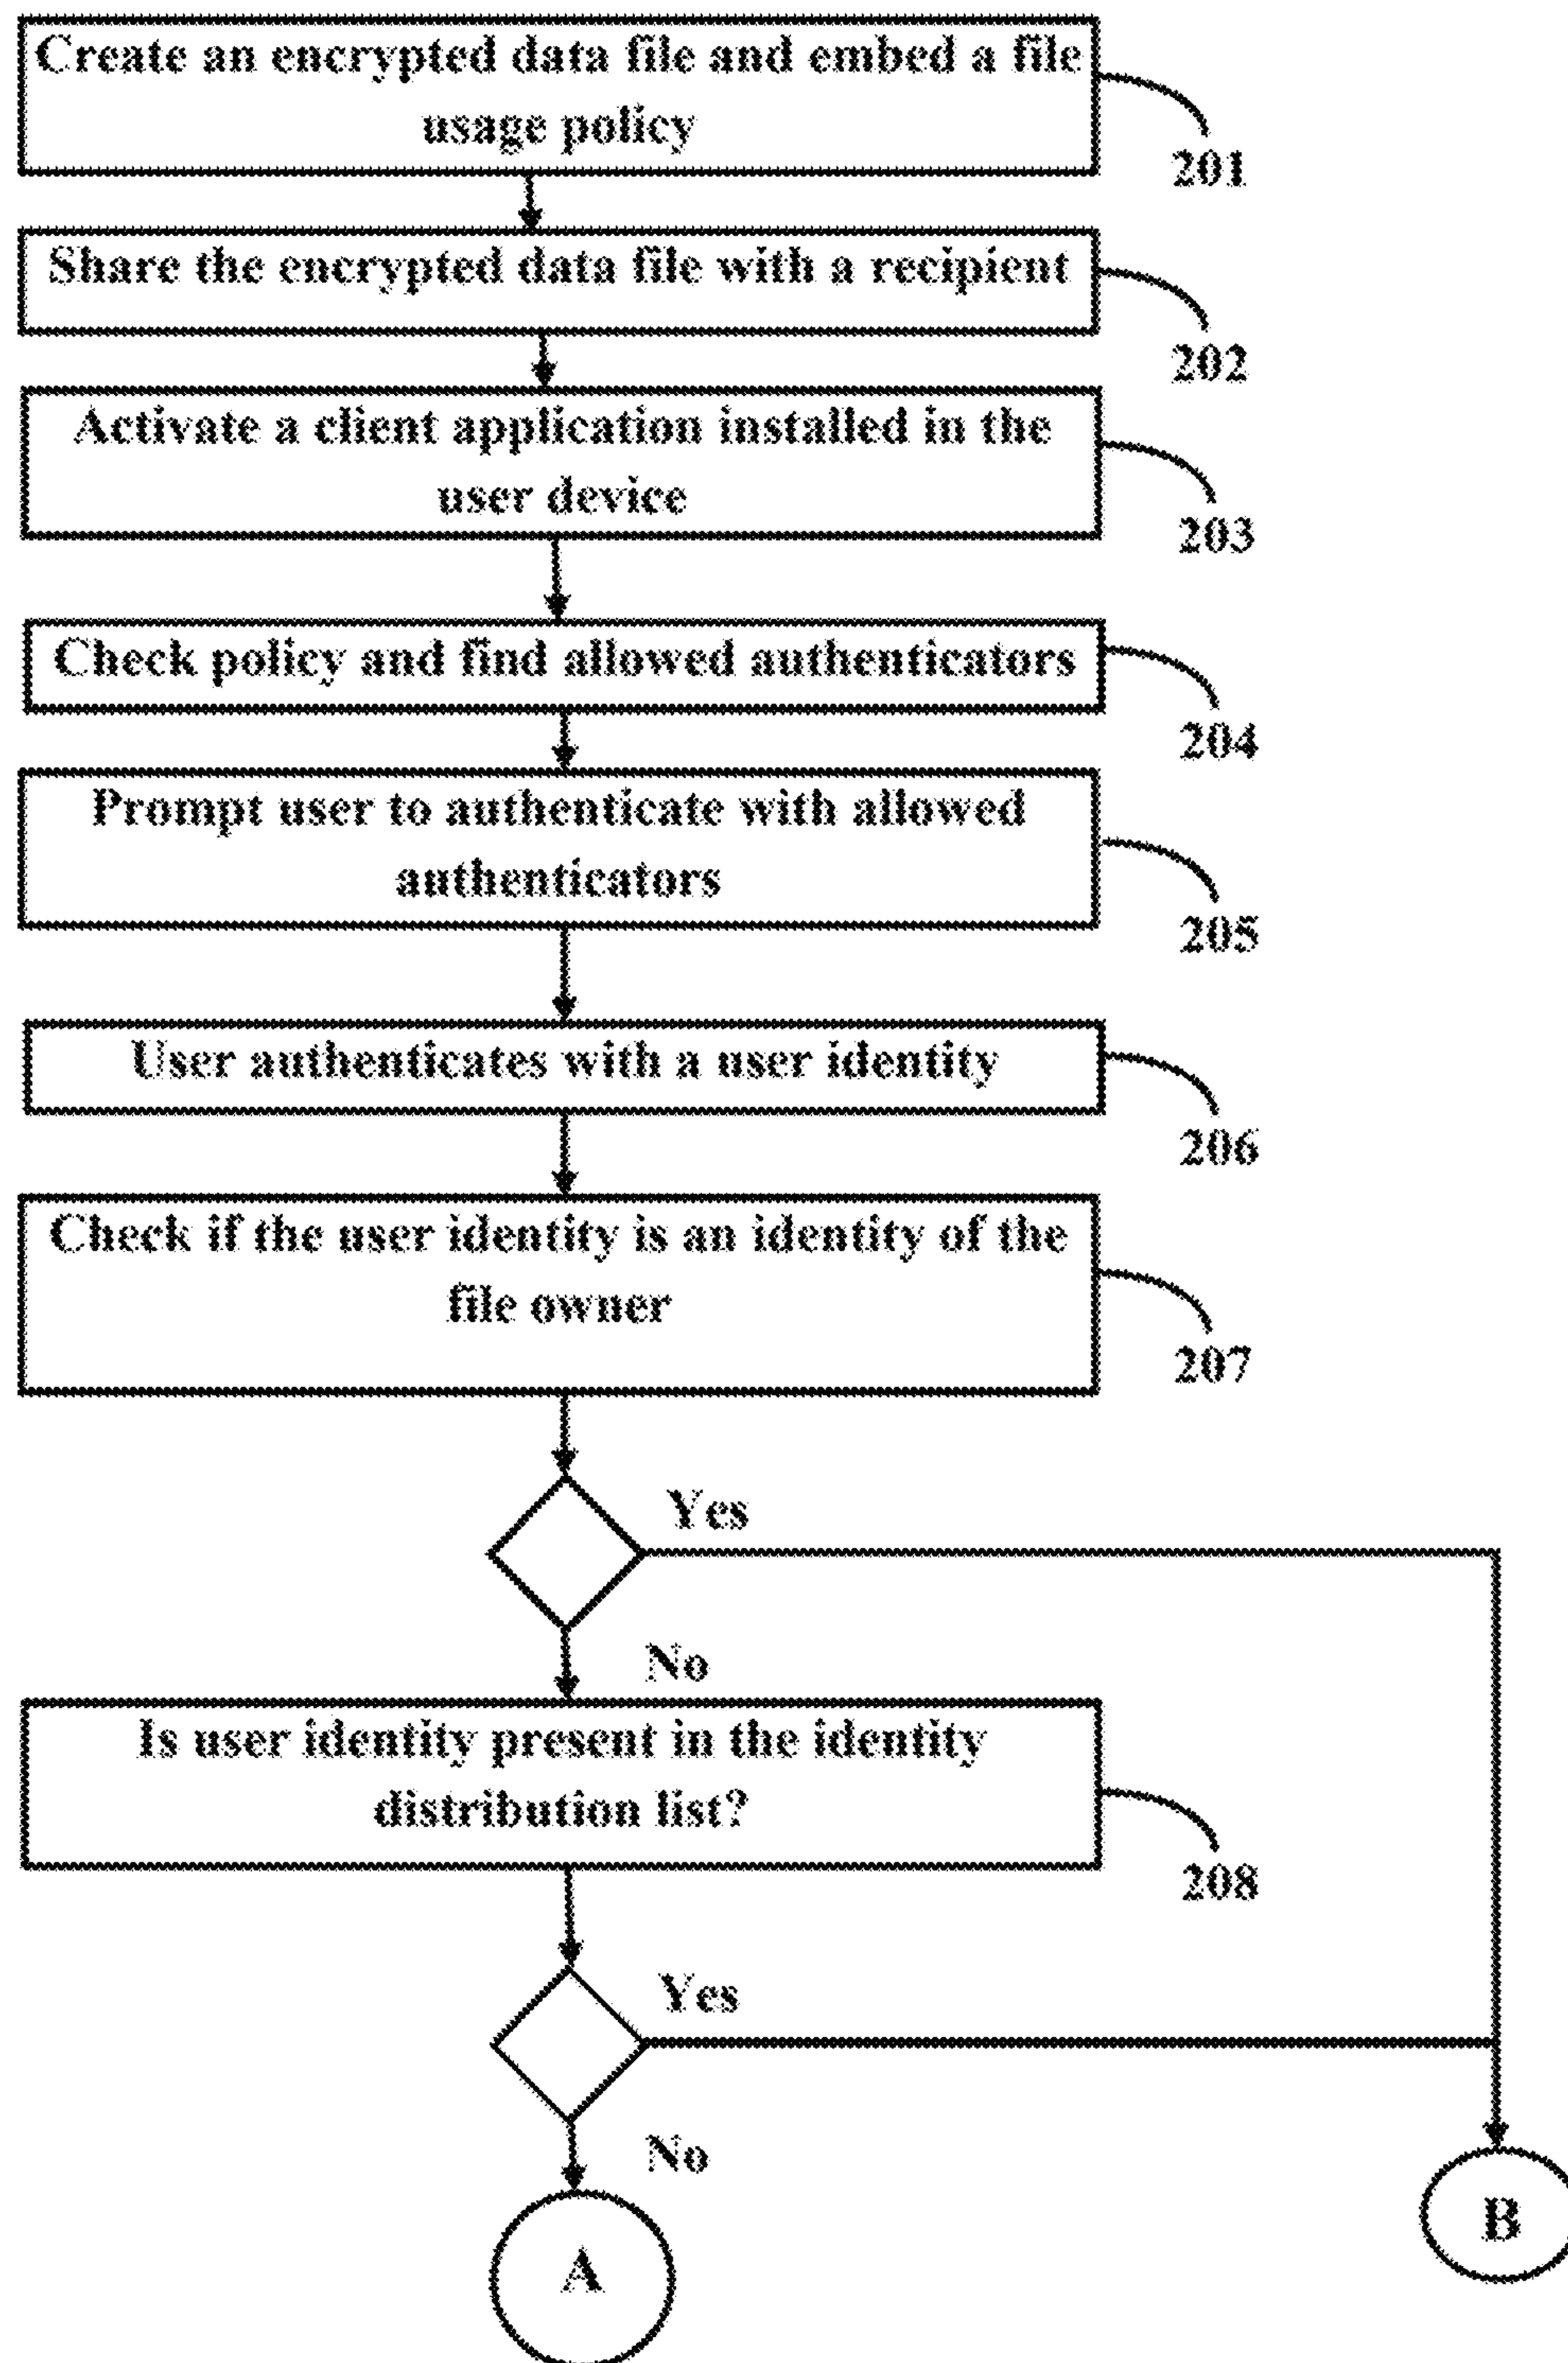 Create an encrypted data file and embed a file
usage policy
201
Share the encrypted data file with a recipient
202
Activate a client application installed in the
user device
203
Check policy and find allowed authenticators
204
Prompt user to authenticate with allowed
authenticators
205
User authenticates with a user identity
206
Check if the user identity is an identity of the
file owner
207
Yes
No
Is user identity present in the identity
distribution list?
208
Yes
No
B
A